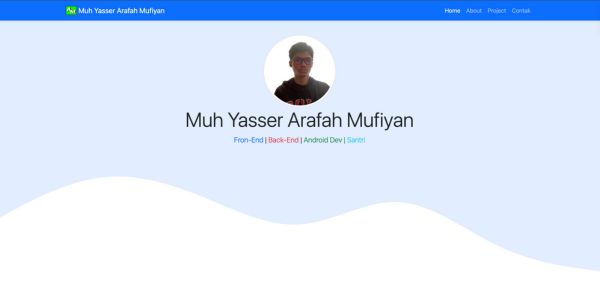 Muh Yasser Arafah Mufiyan
Home About Project Contak
Muh Yasser Arafah Mufiyan
Fron-End | Back-End | Android Dev | Santri